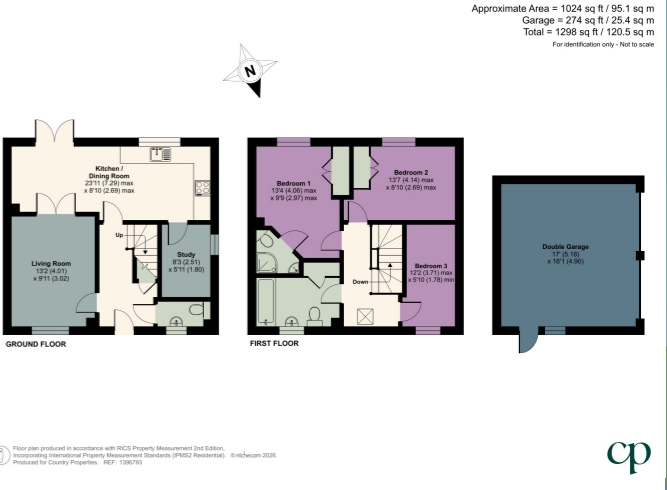 Approximate Area = 1024 sq ft / 95.1 sq m
Garage = 274 sq ft / 25.4 sq m
Total = 1298 sq ft / 120.5 sq m
For identification only - Not to scale
N
Kitchen /
Dining Room
23'11 (7.29) max
x 8'10 (2.69) max
Up
Study
8'3 (2.51)
x 5'11 (1.80)
Living Room
13'2 (4.01)
x 9'11 (3.02)
GROUND FLOOR
Bedroom 1
13'4 (4.06) max
x 9'9 (2.97) max
Bedroom 2
13'7 (4.14) max
x 8'10 (2.69) max
Bedroom 3
12'2 (3.71) max
x 5'10 (1.78) min
Down
FIRST FLOOR
Double Garage
17' (5.18)
x 16'1 (4.90)
Floor plan produced in accordance with RICS Property Measurement 2nd Edition,
Incorporating International Property Measurement Standards (IPMS2 Residential). © nichecom 2026.
Produced for Country Properties. REF: 1396793
cp